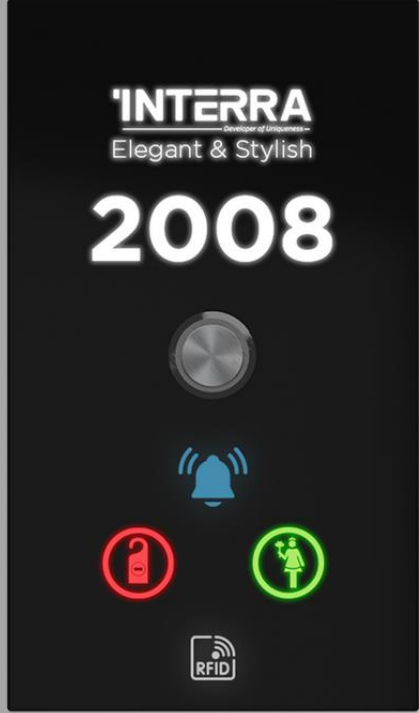 INTERRA
Developer of Uniqueness
Elegant & Stylish
2008
RFID